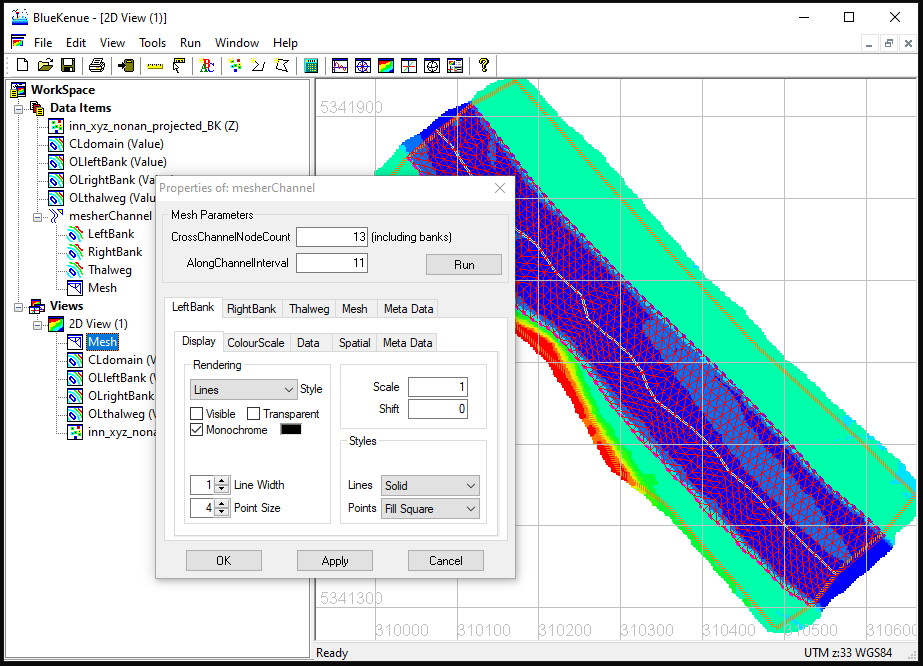 BlueKenue - [2D View (1)]
File Edit View Tools Run Window Help
WorkSpace
Data Items
inn_xyz_nonan_projected_BK (Z)
CLdomain (Value)
OLleftBank (Value)
OLrightBank (Va
OLthalweg (Valu
mesherChannel
LeftBank
RightBank
Thalweg
Mesh
Views
2D View (1)
Mesh
CLdomain (V
OLleftBank (V
OLrightBank
OLthalweg (V
inn_xyz_nona
Properties of: mesherChannel
Mesh Parameters
CrossChannelNodeCount 13 (including banks)
AlongChannelInterval 11
Run
LeftBank RightBank Thalweg Mesh Meta Data
Display ColourScale Data Spatial Meta Data
Rendering
Lines Style
Visible Transparent
Monochrome
1 Line Width
4 Point Size
Scale 1
Shift 0
Styles
Lines Solid
Points Fill Square
OK Apply Cancel
5341900
5341300
310000 310100 310200 310300 310400 310500 310600
Ready UTM z:33 WGS84